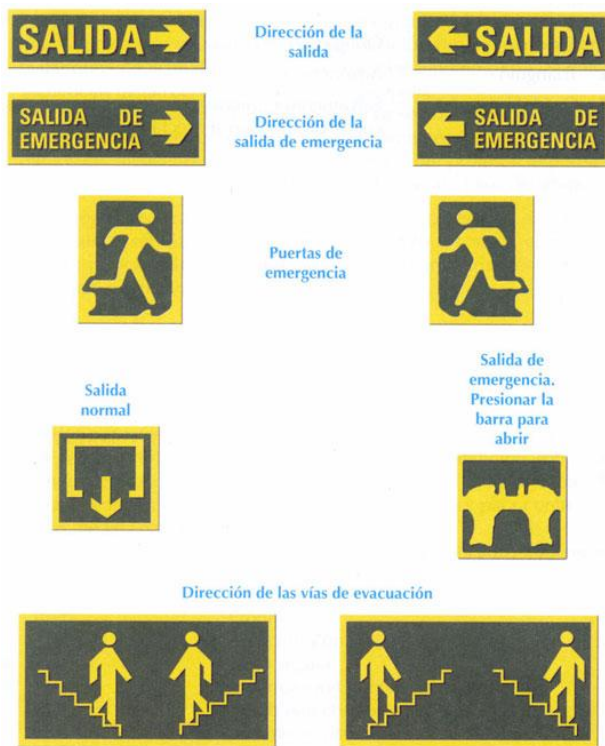 SALIDA
Dirección de la
salida
SALIDA
SALIDA DE
EMERGENCIA
Dirección de la
salida de emergencia
SALIDA DE
EMERGENCIA
Puertas de
emergencia
Salida
normal
Salida de
emergencia.
Presionar la
barra para
abrir
Dirección de las vías de evacuación